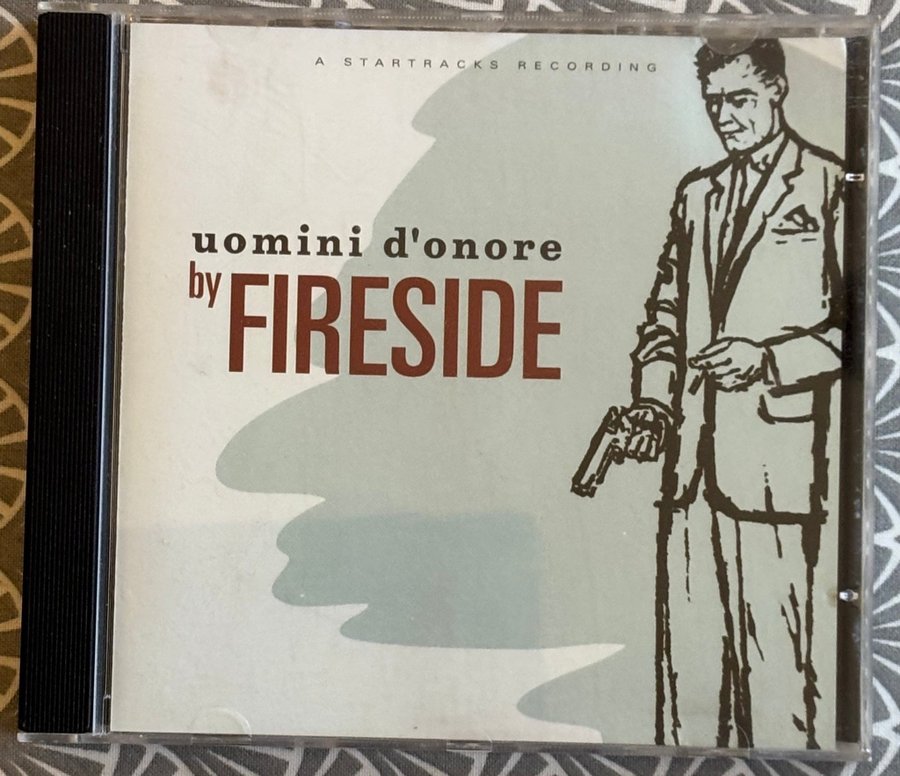 A STARTRACKS RECORDING
uomini d'onore
by FIRESIDE